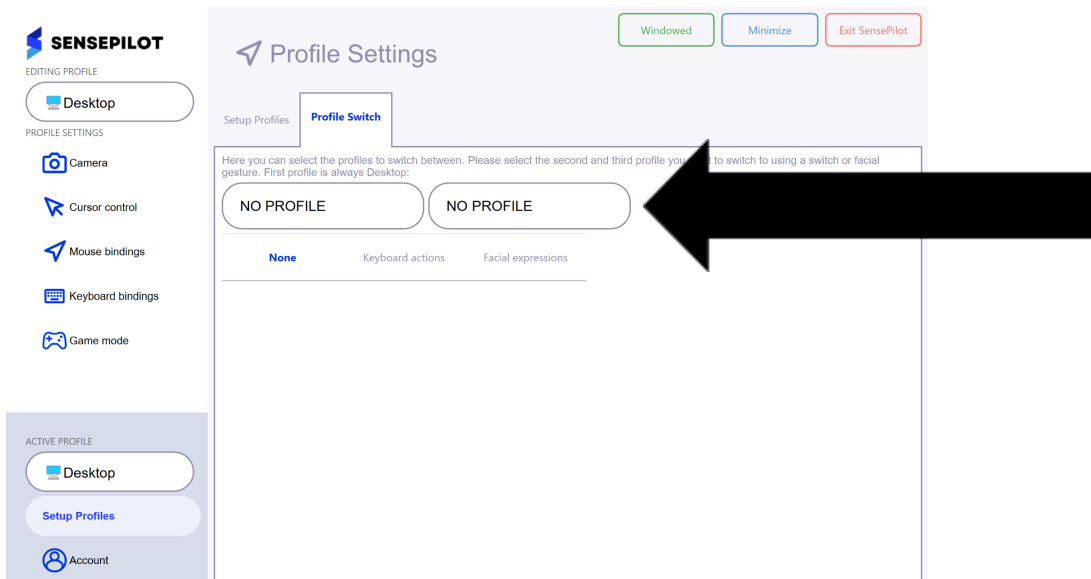 SENSEPILOT
EDITING PROFILE
Desktop
PROFILE SETTINGS
Camera
Cursor control
Mouse bindings
Keyboard bindings
Game mode
ACTIVE PROFILE
Desktop
Setup Profiles
Account
Profile Settings
Windowed
Minimize
Exit SensePilot
Setup Profiles
Profile Switch
Here you can select the profiles to switch between. Please select the second and third profile you to switch to using a switch or facial
gesture. First profile is always Desktop:
NO PROFILE
NO PROFILE
None
Keyboard actions
Facial expressions